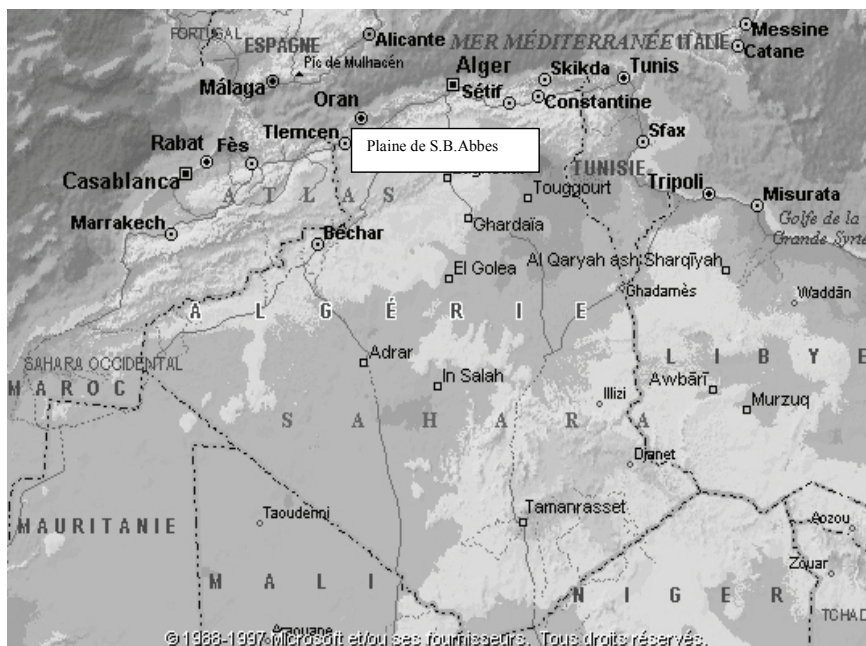 Messine
PORTUGAL
ESPAGNE
Alicante
MER MÉDITERRANÉE
ITALIE
Catane
Pic de Mulhacén
Alger
Skikda
Tunis
Málaga
Sétif
Constantine
Oran
Tlemcen
Plaine de S.B.Abbes
Sfax
Rabat
Fès
Casablanca
TUNISIE
ATLAS
Touggourt
Tripoli
Misurata
Ghardaïa
Golfe de la
Grande Syrte
Marrakech
Béchar
El Golea
Al Qaryah ash Sharqīyah
Ghadamès
Waddān
ALGÉRIE
SAHARA OCCIDENTAL
Adrar
LIBYE
MAROC
In Salah
Illizi
Awbārī
Murzuq
SAHARA
Djanet
Taoudenni
Tamanrasset
MAURITANIE
Aozou
Zouar
MALI
NIGER
TCHAD
Araouane
© 1988-1997 Microsoft et/ou ses fournisseurs. Tous droits réservés.